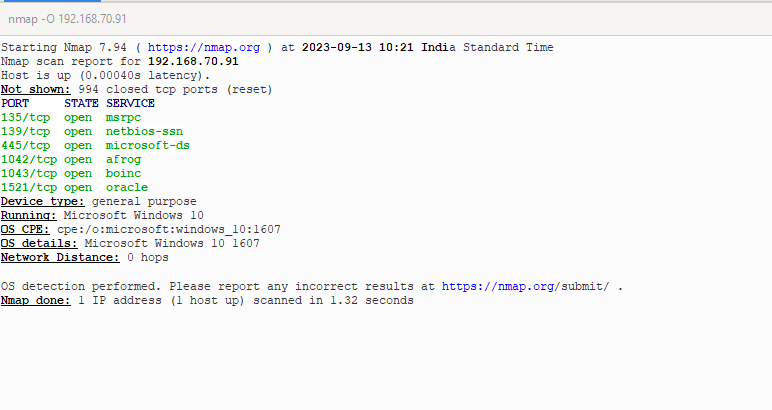 nmap -O 192.168.70.91
Starting Nmap 7.94 ( https://nmap.org ) at 2023-09-13 10:21 India Standard Time
Nmap scan report for 192.168.70.91
Host is up (0.00040s latency).
Not shown: 994 closed tcp ports (reset)
PORT     STATE SERVICE
135/tcp  open  msrpc
139/tcp  open  netbios-ssn
445/tcp  open  microsoft-ds
1042/tcp open  afrog
1043/tcp open  boinc
1521/tcp open  oracle
Device type: general purpose
Running: Microsoft Windows 10
OS CPE: cpe:/o:microsoft:windows_10:1607
OS details: Microsoft Windows 10 1607
Network Distance: 0 hops
OS detection performed. Please report any incorrect results at https://nmap.org/submit/ .
Nmap done: 1 IP address (1 host up) scanned in 1.32 seconds